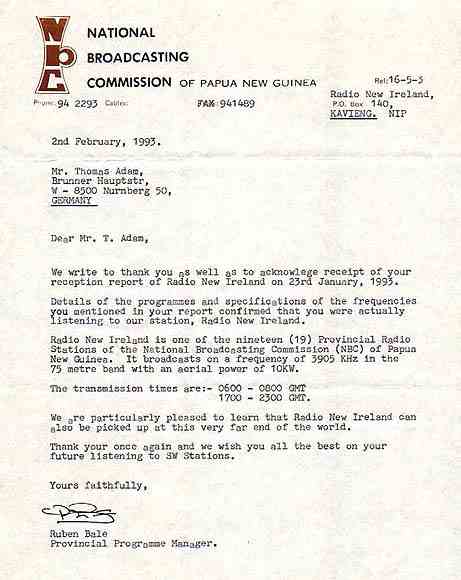 NBC
NATIONAL
BROADCASTING
COMMISSION OF PAPUA NEW GUINEA
Ref: 16-5-3
Radio New Ireland,
P.O. Box 140,
KAVIENG. NIP
Phone: 94 2293 Cables: FAX: 941489
2nd February, 1993.
Mr. Thomas Adam,
Brunner Hauptstr,
W - 8500 Nurnberg 50,
GERMANY
Dear Mr. T. Adam,
We write to thank you as well as to acknowlege receipt of your
reception report of Radio New Ireland on 23rd January, 1993.
Details of the programmes and specifications of the frequencies
you mentioned in your report confirmed that you were actually
listening to our station, Radio New Ireland.
Radio New Ireland is one of the nineteen (19) Provincial Radio
Stations of the National Broadcasting Commission (NBC) of Papua
New Guinea. It broadcasts on a frequency of 3905 KHz in the
75 metre band with an aerial power of 10KW.
The transmission times are:- 0600 - 0800 GMT
1700 - 2300 GMT.
We are particularly pleased to learn that Radio New Ireland can
also be picked up at this very far end of the world.
Thank your once again and we wish you all the best on your
future listening to SW Stations.
Yours faithfully,
Ruben Bale
Provincial Programme Manager.